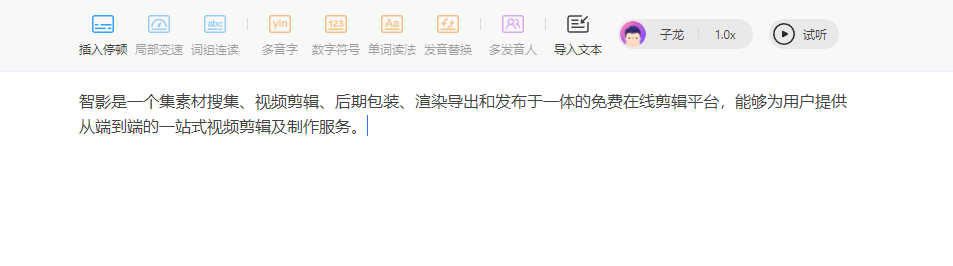 abc yin 123 Aa
插入停顿 局部变速 词组连读 多音字 数字符号 单词读法 发音替换 多发音人 导入文本 子龙 1.0x 试听
智影是一个集素材搜集、视频剪辑、后期包装、渲染导出和发布于一体的免费在线剪辑平台，能够为用户提供
从端到端的一站式视频剪辑及制作服务。